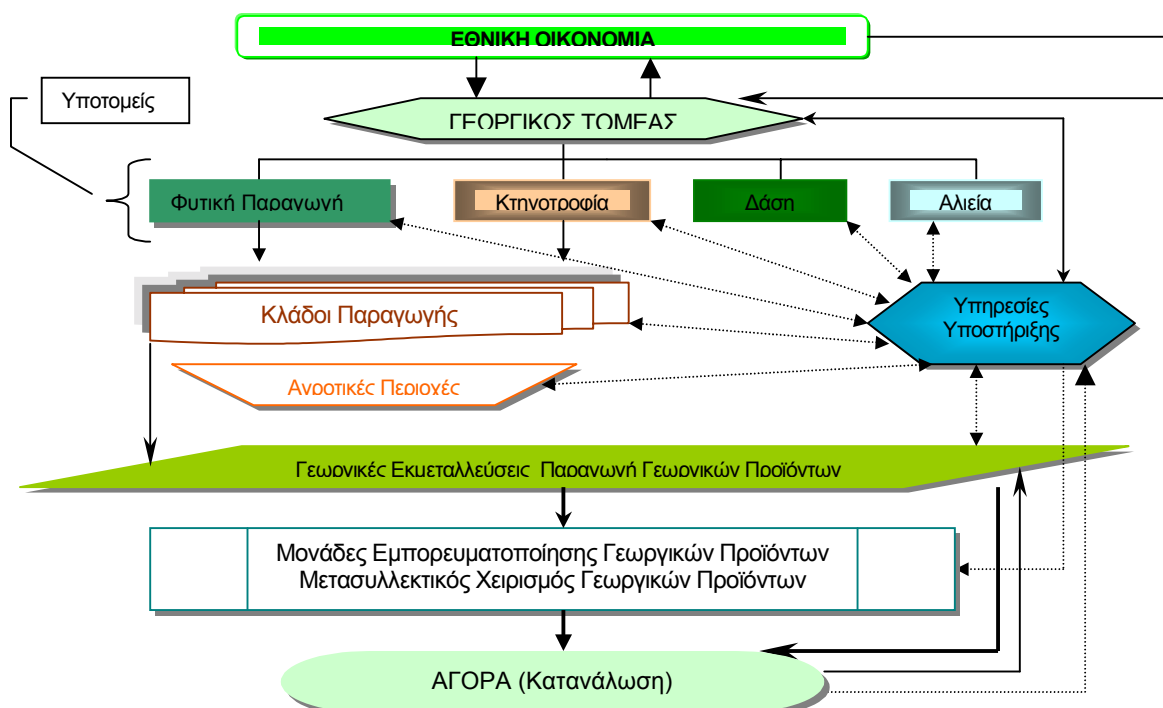 ΕΘΝΙΚΗ ΟΙΚΟΝΟΜΙΑ
Υποτομείς
ΓΕΩΡΓΙΚΟΣ ΤΟΜΕΑΣ
Φυτική Παραγωγή
Κτηνοτροφία
Δάση
Αλιεία
Υπηρεσίες
Υποστήριξης
Κλάδοι Παραγωγής
Αγροτικές Περιοχές
Γεωργικές Εκμεταλλεύσεις Παραγωγή Γεωργικών Προϊόντων
Μονάδες Εμπορευματοποίησης Γεωργικών Προϊόντων
Μετασυλλεκτικός Χειρισμός Γεωργικών Προϊόντων
ΑΓΟΡΑ (Κατανάλωση)